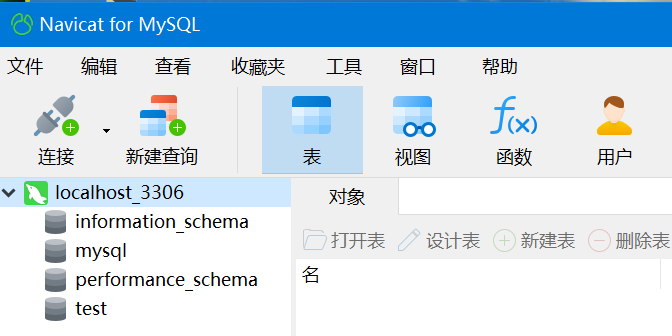 Navicat for MySQL
文件 编辑 查看 收藏夹 工具 窗口 帮助
连接 新建查询 表 视图 函数 用户
localhost_3306 对象
information_schema
打开表 设计表 新建表 删除表
mysql
performance_schema 名
test